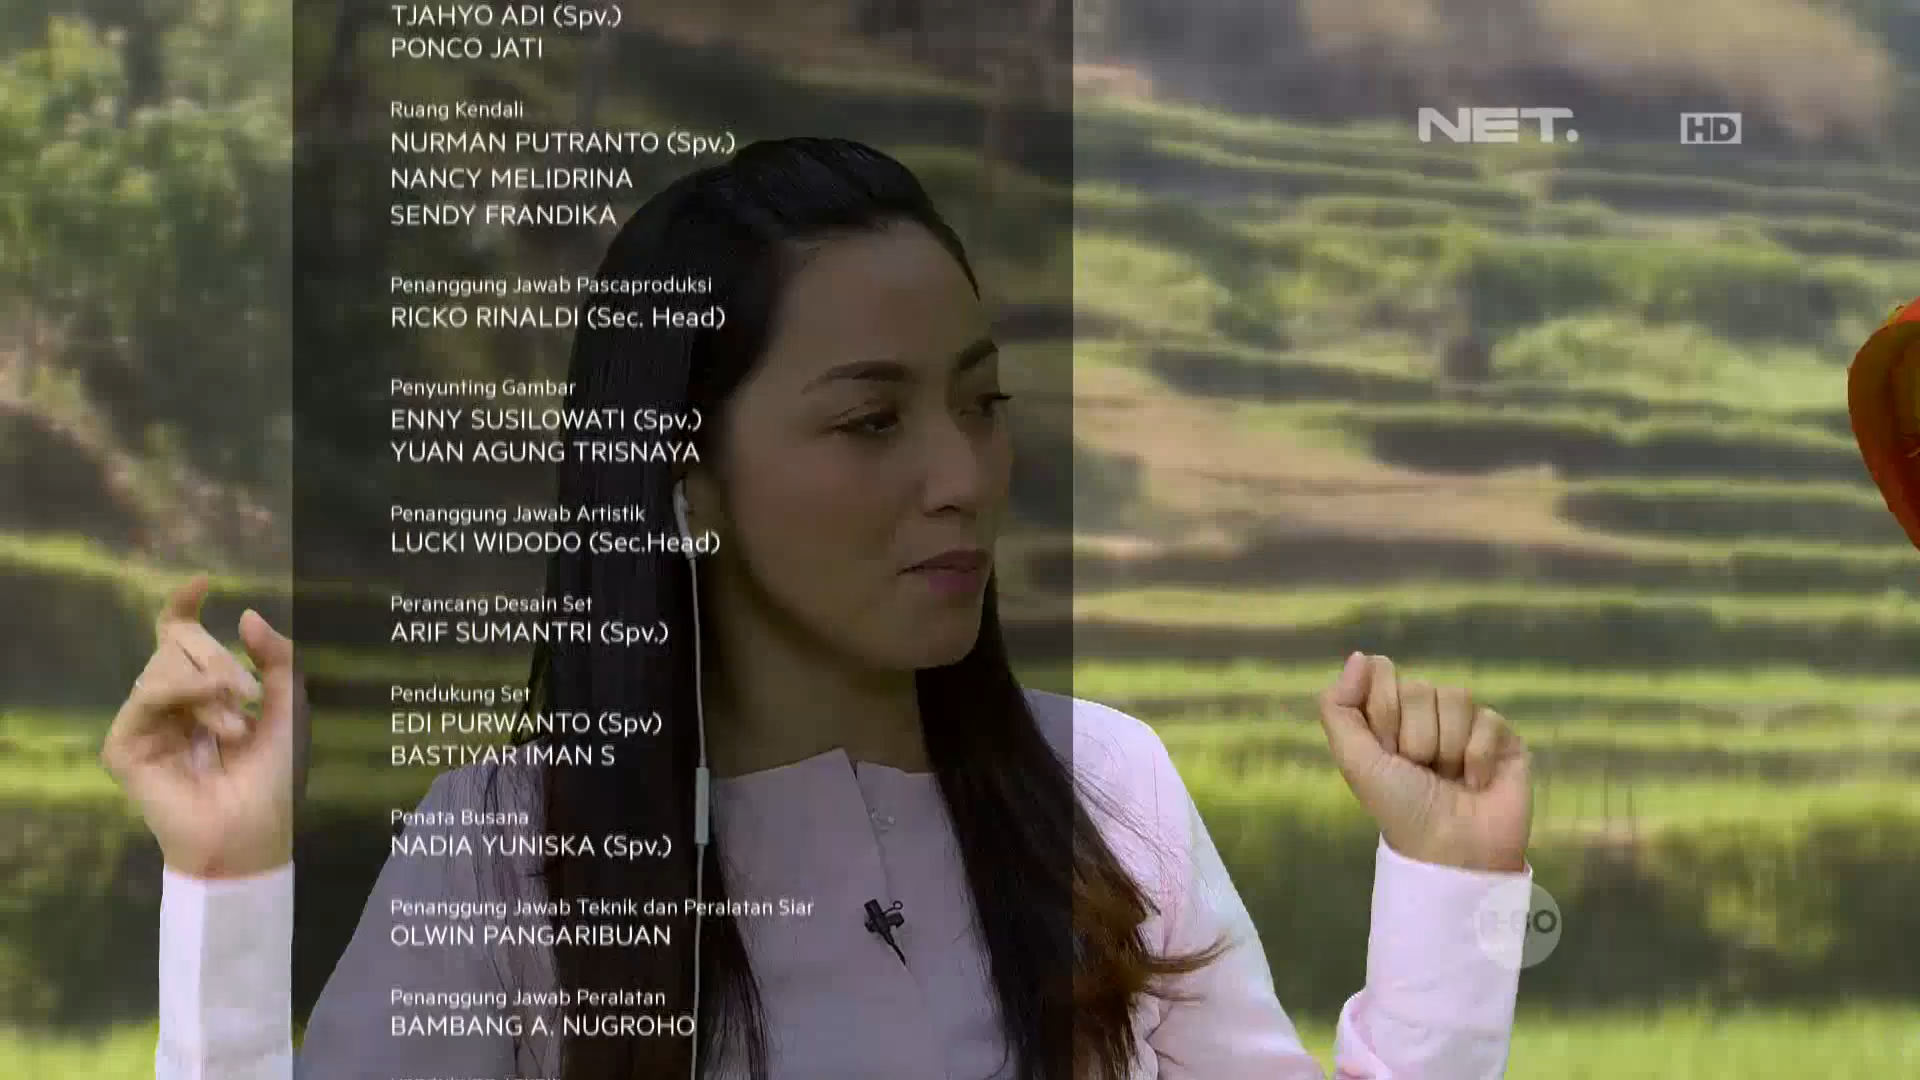 TJAHYO ADI (Spv.)
PONCO JATI
Ruang Kendali
NURMAN PUTRANTO (Spv.)
NANCY MELIDRINA
SENDY FRANDIKA
Penanggung Jawab Pascaproduksi
RICKO RINALDI (Sec. Head)
Penyunting Gambar
ENNY SUSILOWATI (Spv.)
YUAN AGUNG TRISNAYA
Penanggung Jawab Artistik
LUCKI WIDODO (Sec.Head)
Perancang Desain Set
ARIF SUMANTRI (Spv.)
Pendukung Set
EDI PURWANTO (Spv)
BASTIYAR IMAN S
Penata Busana
NADIA YUNISKA (Spv.)
Penanggung Jawab Teknik dan Peralatan Siar
OLWIN PANGARIBUAN
Penanggung Jawab Peralatan
BAMBANG A. NUGROHO
NET.
HD